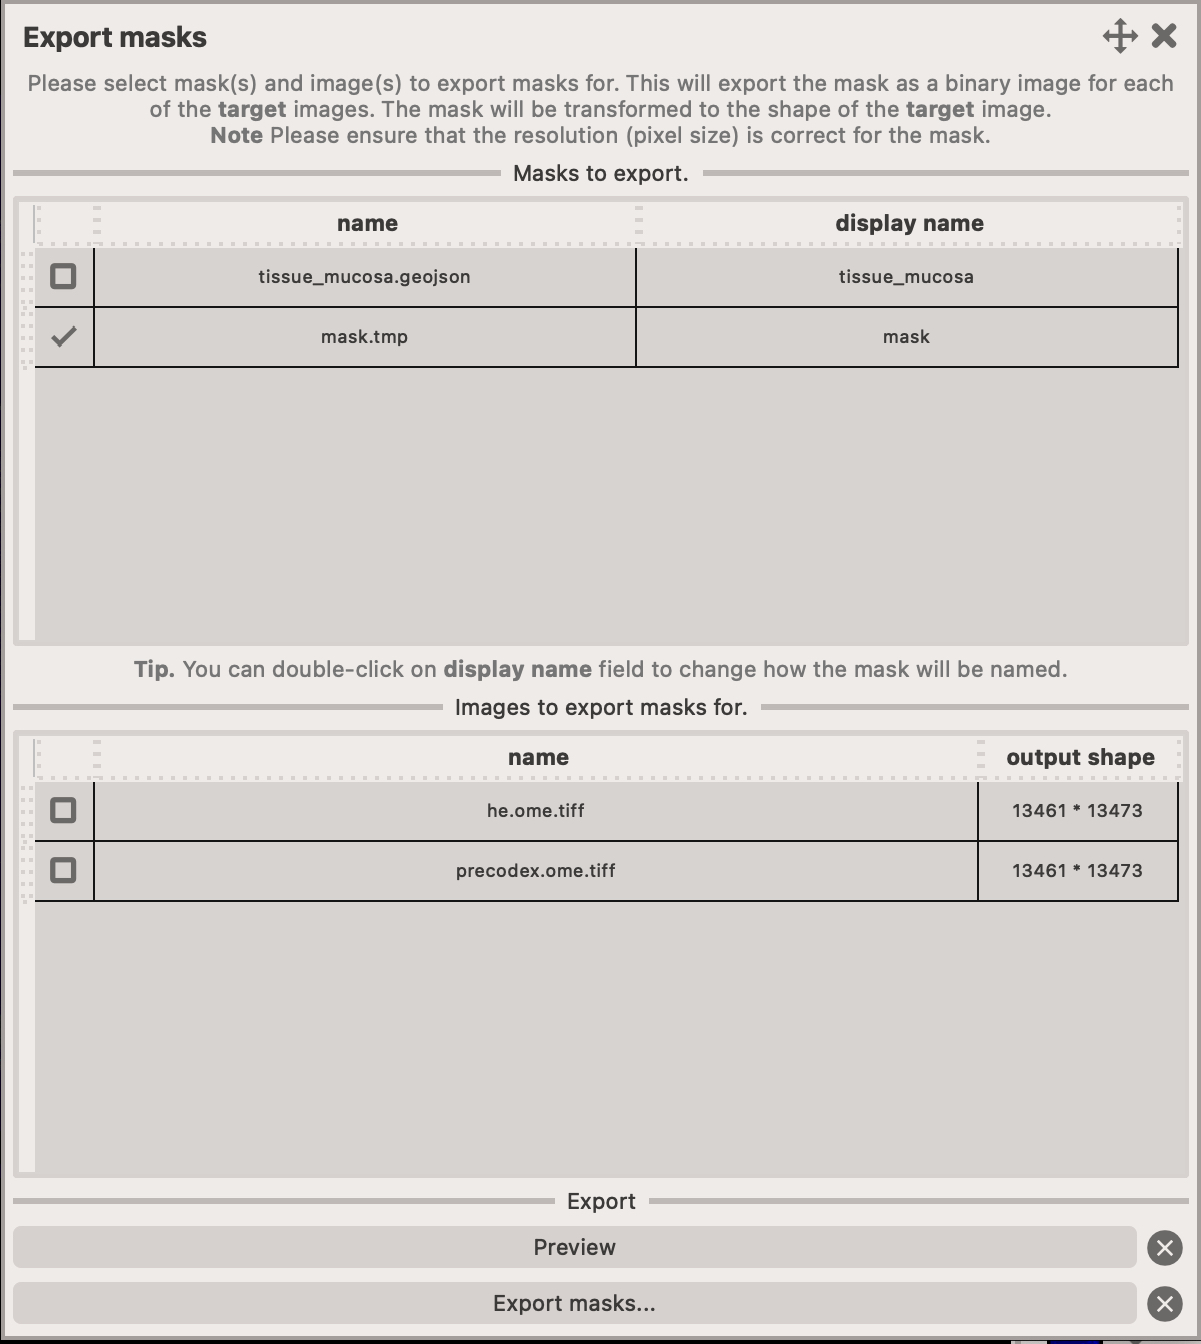 Export masks
Please select mask(s) and image(s) to export masks for. This will export the mask as a binary image for each
of the target images. The mask will be transformed to the shape of the target image.
Note Please ensure that the resolution (pixel size) is correct for the mask.
Masks to export.
name display name
tissue_mucosa.geojson tissue_mucosa
mask.tmp mask
Tip. You can double-click on display name field to change how the mask will be named.
Images to export masks for.
name output shape
he.ome.tiff 13461 * 13473
precodex.ome.tiff 13461 * 13473
Export
Preview
Export masks...